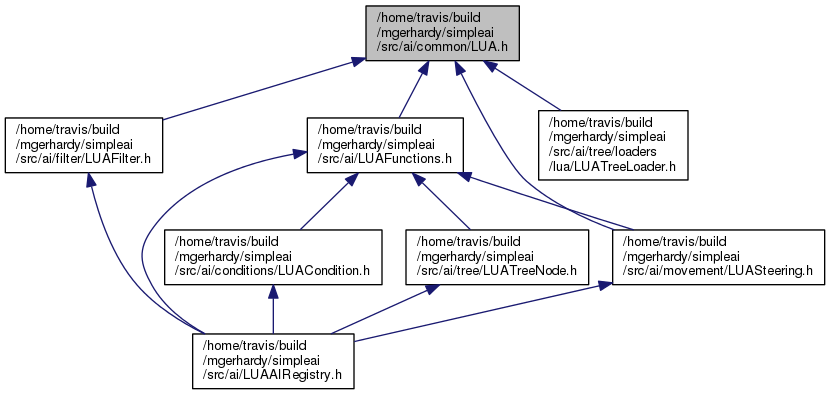 /home/travis/build
/mgerhardy/simpleai
/src/ai/common/LUA.h
/home/travis/build
/mgerhardy/simpleai
/src/ai/filter/LUAFilter.h
/home/travis/build
/mgerhardy/simpleai
/src/ai/LUAFunctions.h
/home/travis/build
/mgerhardy/simpleai
/src/ai/tree/loaders
/lua/LUATreeLoader.h
/home/travis/build
/mgerhardy/simpleai
/src/ai/conditions/LUACondition.h
/home/travis/build
/mgerhardy/simpleai
/src/ai/tree/LUATreeNode.h
/home/travis/build
/mgerhardy/simpleai
/src/ai/movement/LUASteering.h
/home/travis/build
/mgerhardy/simpleai
/src/ai/LUAAIRegistry.h